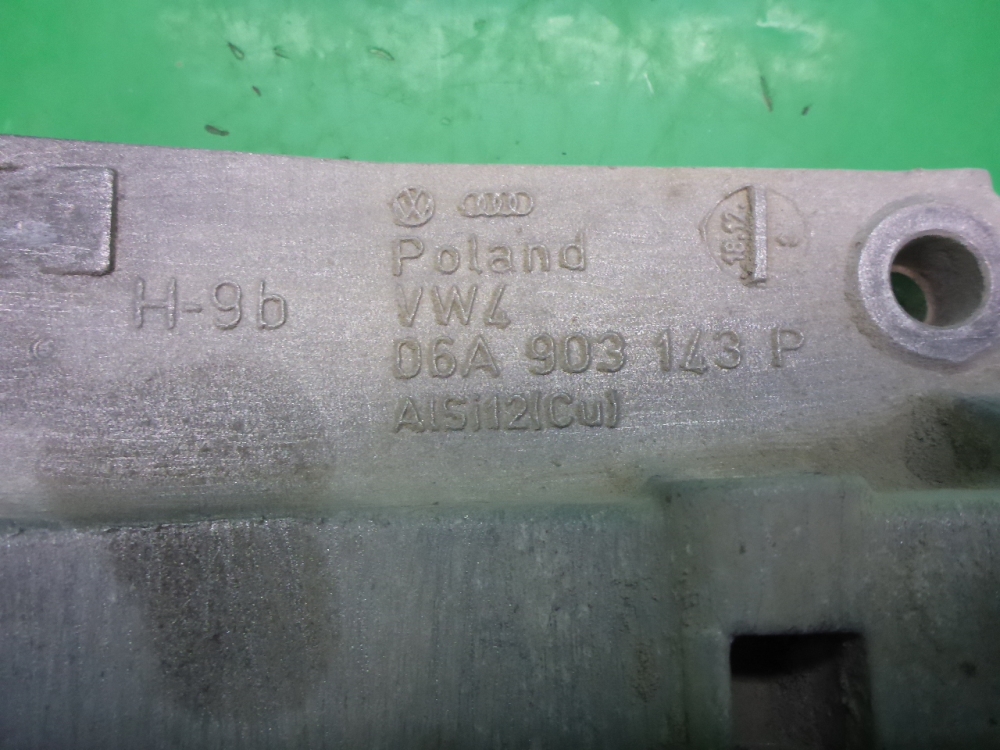 Poland
H-9b
VW4
06A 903 143 P
AlSi12(Cu)